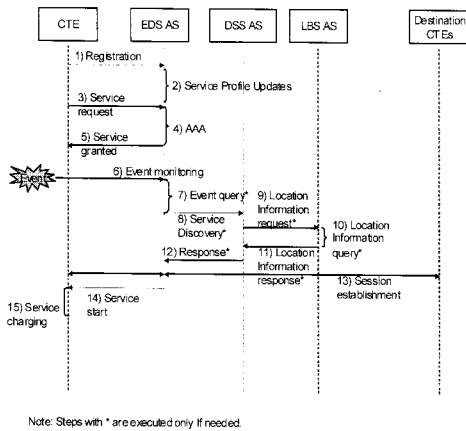 CTE
EDS AS
DSS AS
LBS AS
Destination
CTEs
1) Registration
2) Service Profile Updates
3) Service
request
4) AAA
5) Service
granted
Event
6) Event monitoring
7) Event query*
8) Service
Discovery*
9) Location
Information
request*
10) Location
Information
query*
11) Location
Information
response*
12) Response*
13) Session
establishment
14) Service
start
15) Service
charging
Note: Steps with * are executed only If needed.